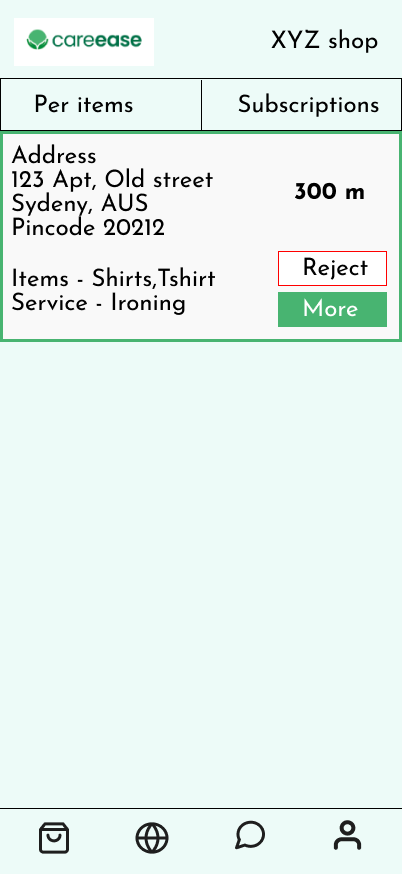 careease
XYZ shop
Per items
Subscriptions
Address
123 Apt, Old street
Sydeny, AUS
Pincode 20212
300 m
Items - Shirts,Tshirt
Service - Ironing
Reject
More